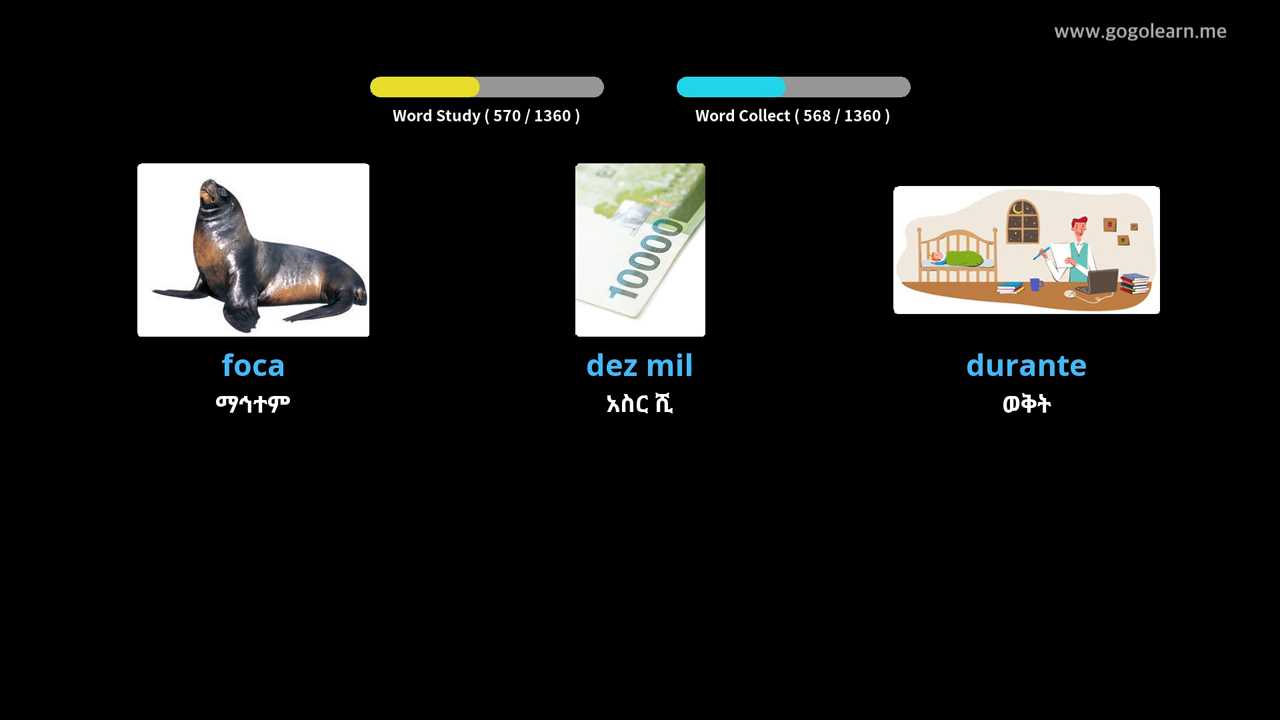 www.gogolearn.me
Word Study ( 570 / 1360 )
Word Collect ( 568 / 1360 )
10000
foca
dez mil
durante
ማኅተም
አስር ሺ
ወቅት